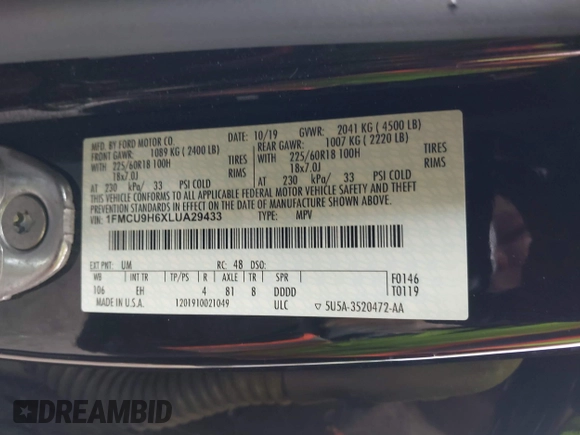 MFD. BY FORD MOTOR CO.
DATE: 10/19 GVWR: 2041 KG ( 4500 LB)
FRONT GAWR: 1089 KG ( 2400 LB) REAR GAWR: 1007 KG ( 2220 LB)
WITH 225/60R18 100H TIRES WITH 225/60R18 100H TIRES
18x7.0J RIMS 18x7.0J RIMS
AT 230 kPa/ 33 PSI COLD AT 230 kPa/ 33 PSI COLD
THIS VEHICLE CONFORMS TO ALL APPLICABLE FEDERAL MOTOR VEHICLE SAFETY AND THEFT
PREVENTION STANDARDS IN EFFECT ON THE DATE OF MANUFACTURE SHOWN ABOVE.
VIN: 1FMCU9H6XLUA29433 TYPE: MPV
EXT PNT: UM RC: 48 DSO:
WB INT TR TP/PS R AXLE TR SPR F0146
106 EH 4 81 8 DDDD T0119
MADE IN U.S.A. 1201910021049 ULC ▽ 5U5A-3520472-AA
DREAMBID